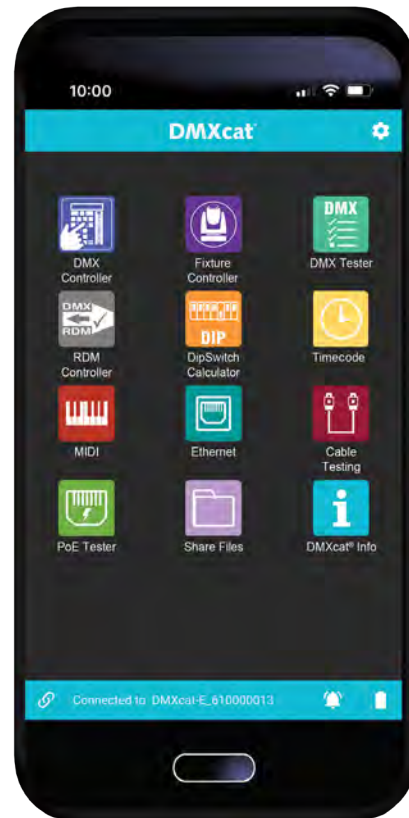 10:00
DMXcat
DMX
DMX
Controller
Fixture
Controller
DMX Tester
DMX
RDM
DIP
RDM
Controller
DipSwitch
Calculator
Timecode
MIDI
Ethernet
Cable
Testing
PoE Tester
Share Files
DMXcat® Info
Connected to DMXcat-E_610000013